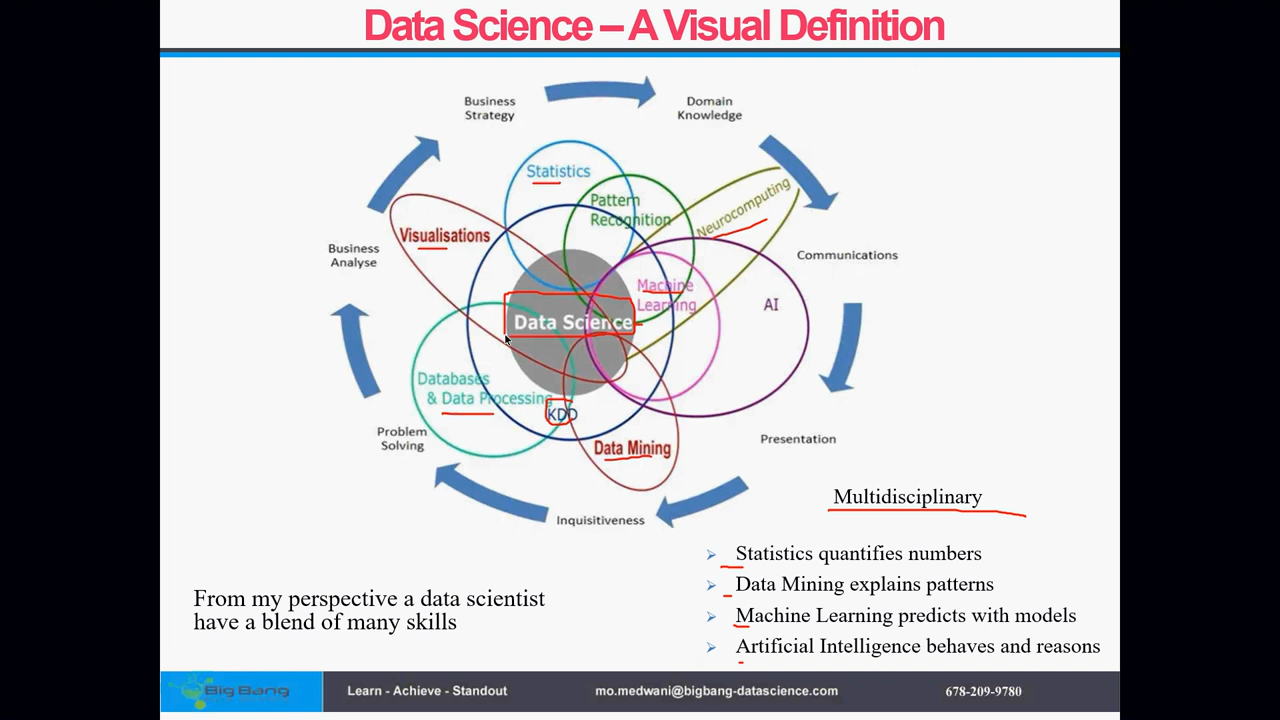 Data Science – A Visual Definition
Business
Strategy
Domain
Knowledge
Statistics
Pattern
Recognition
Neurocomputing
Visualisations
Business
Analyse
Communications
Machine
Learning
AI
Data Science
Databases
& Data Processing
KDD
Problem
Solving
Data Mining
Presentation
Inquisitiveness
Multidisciplinary
Statistics quantifies numbers
Data Mining explains patterns
Machine Learning predicts with models
Artificial Intelligence behaves and reasons
From my perspective a data scientist
have a blend of many skills
Big Bang
Learn - Achieve - Standout
mo.medwani@bigbang-datascience.com
678-209-9780